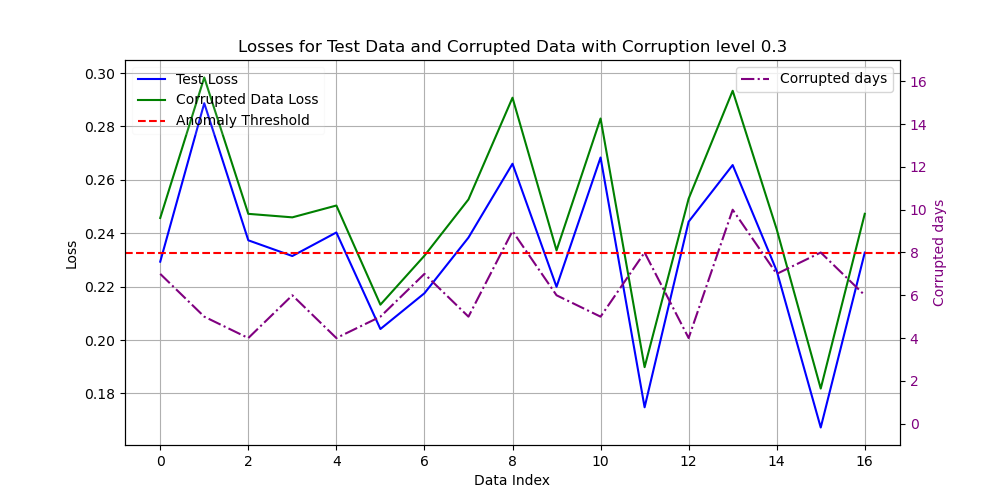 Losses for Test Data and Corrupted Data with Corruption level 0.3
Test Loss
Corrupted Data Loss
Anomaly Threshold
Corrupted days
Loss
0.30
0.28
0.26
0.24
0.22
0.20
0.18
16
14
12
10
8
6
4
2
0
Corrupted days
0 2 4 6 8 10 12 14 16
Data Index